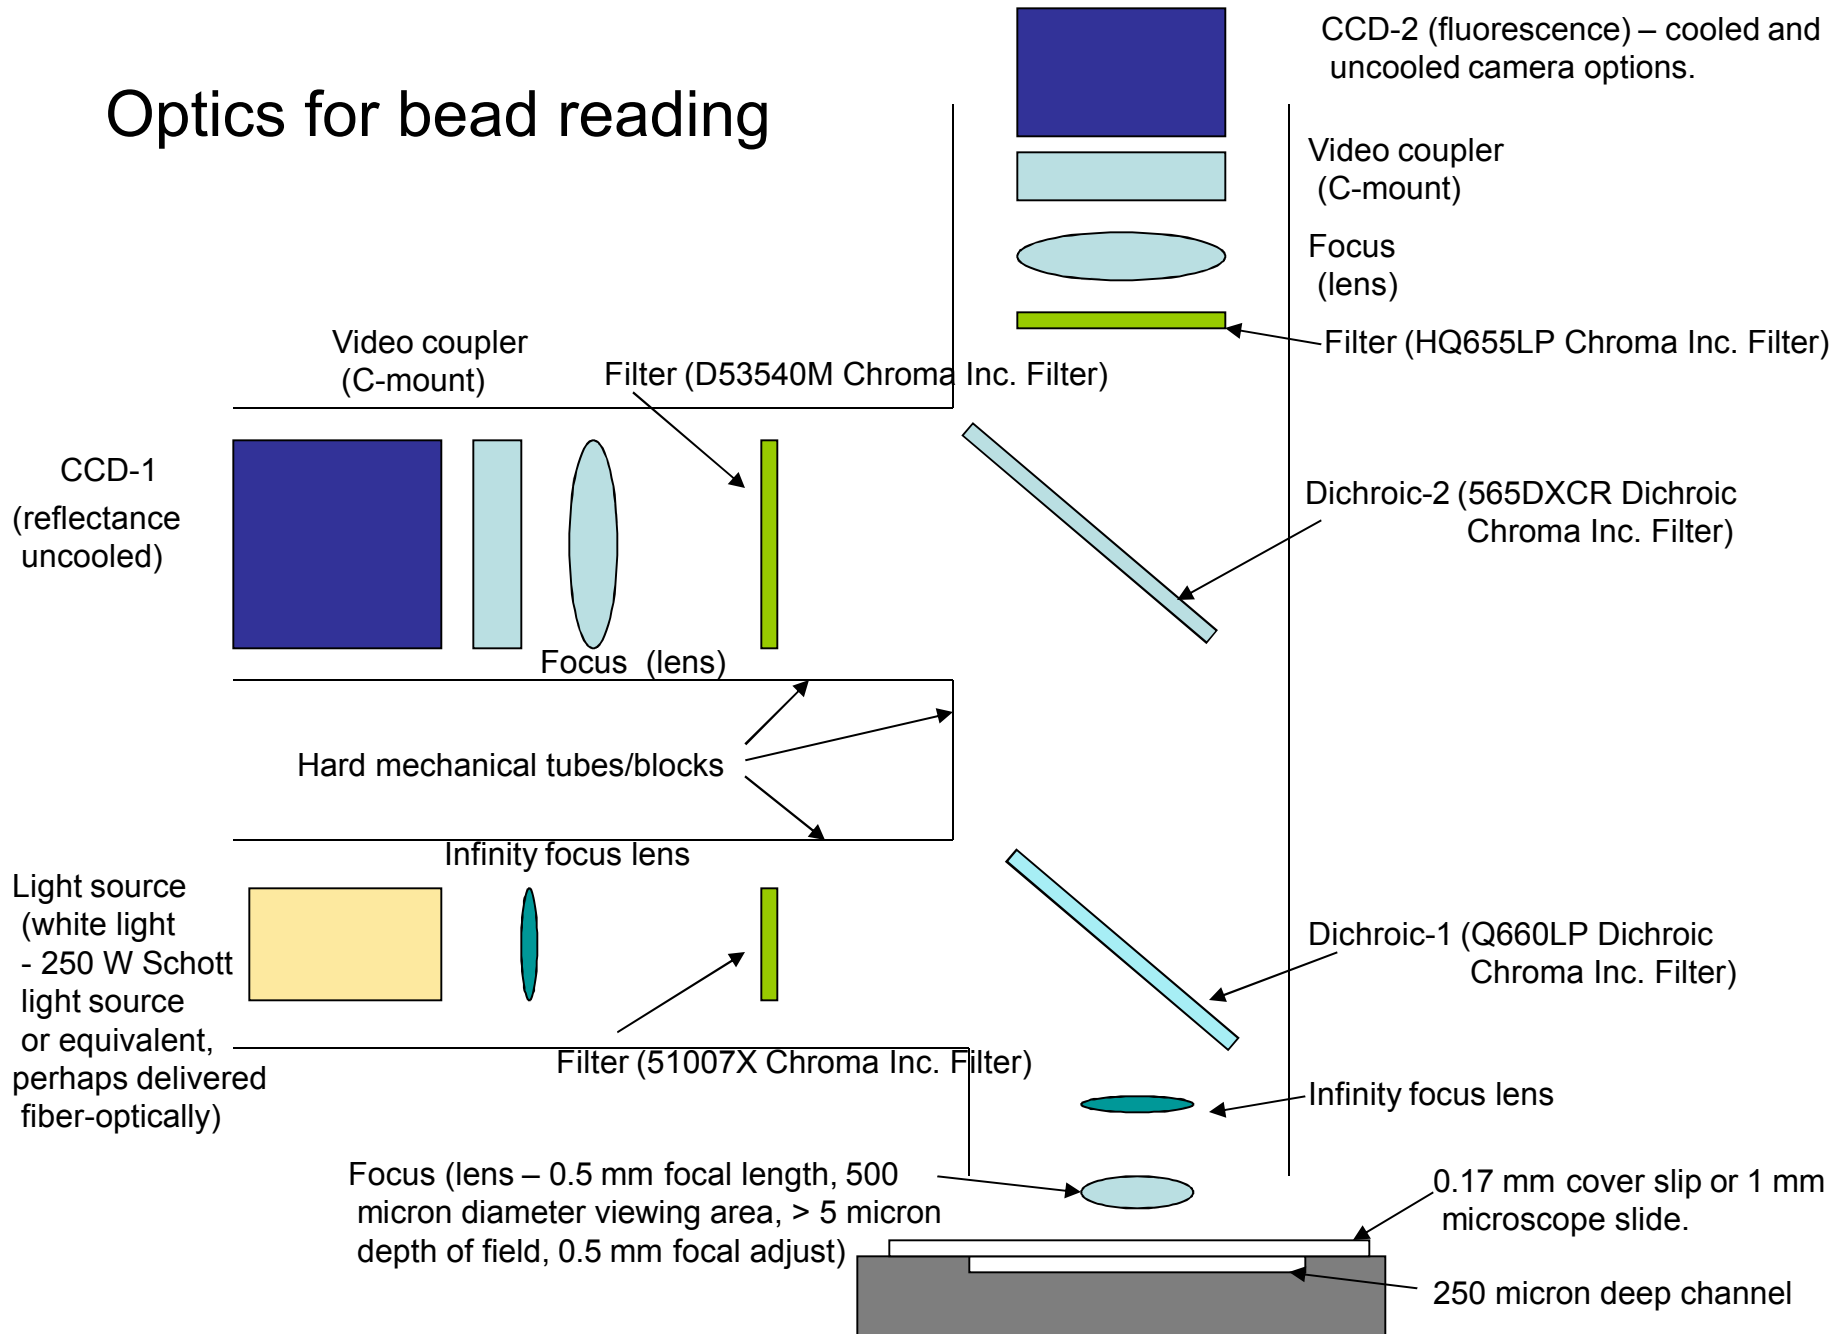 Optics for bead reading
CCD-2 (fluorescence) – cooled and
uncooled camera options.
Video coupler
(C-mount)
Focus
(lens)
Filter (HQ655LP Chroma Inc. Filter)
Video coupler
(C-mount)
Filter (D53540M Chroma Inc. Filter)
CCD-1
(reflectance
uncooled)
Dichroic-2 (565DXCR Dichroic
Chroma Inc. Filter)
Focus (lens)
Hard mechanical tubes/blocks
Infinity focus lens
Light source
(white light
- 250 W Schott
light source
or equivalent,
perhaps delivered
fiber-optically)
Dichroic-1 (Q660LP Dichroic
Chroma Inc. Filter)
Filter (51007X Chroma Inc. Filter)
Infinity focus lens
Focus (lens – 0.5 mm focal length, 500
micron diameter viewing area, > 5 micron
depth of field, 0.5 mm focal adjust)
0.17 mm cover slip or 1 mm
microscope slide.
250 micron deep channel